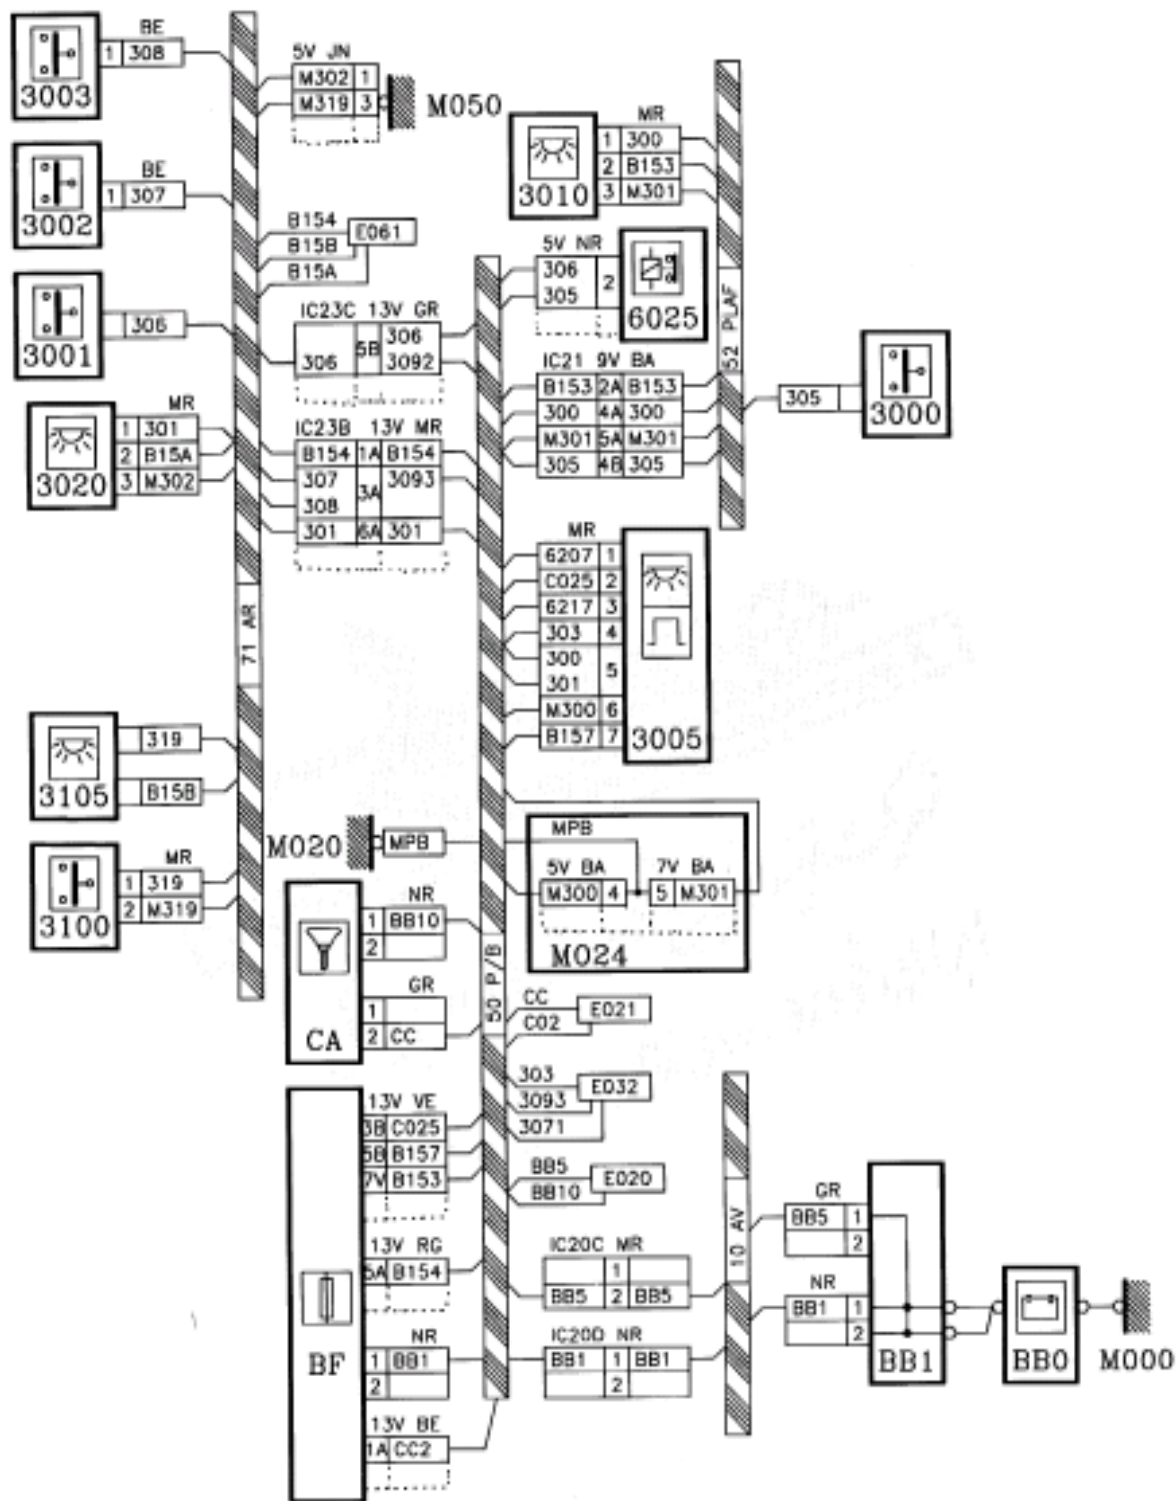 BE
1 308
3003
BE
1 307
3002
306
3001
MR
1 301
2 B15A
3 M302
3020
319
B15B
3105
MR
1 319
2 M319
3100
71 AR
5V JN
M302 1
M319 3
M050
B154
B15B
B15A
E061
IC23C 13V GR
306
306 5B 3092
IC23B 13V MR
B154 1A B154
307 3A 3093
308
301 6A 301
M020
MPB
NR
1 BB10
2
GR
1
2 CC
CA
13V VE
3B C025
5B B157
7V B153
13V RG
5A B154
NR
1 BB1
2
BF
13V BE
1A CC2
50 P/B
MR
1 300
2 B153
3 M301
3010
5V NR
306
305
2
6025
IC21 9V BA
B153 2A B153
300 4A 300
M301 5A M301
305 4B 305
52 PLAF
305
3000
MR
6207 1
C025 2
6217 3
303 4
300
301
5
M300 6
B157 7
3005
MPB
5V BA
M300 4
7V BA
5 M301
M024
CC
C02
E021
303
3093
3071
E032
BB5
BB10
E020
IC20C MR
1
BB5 2 BB5
IC20D NR
BB1 1 BB1
2
10 AV
GR
BB5 1
2
NR
BB1 1
2
BB1
BB0
M000